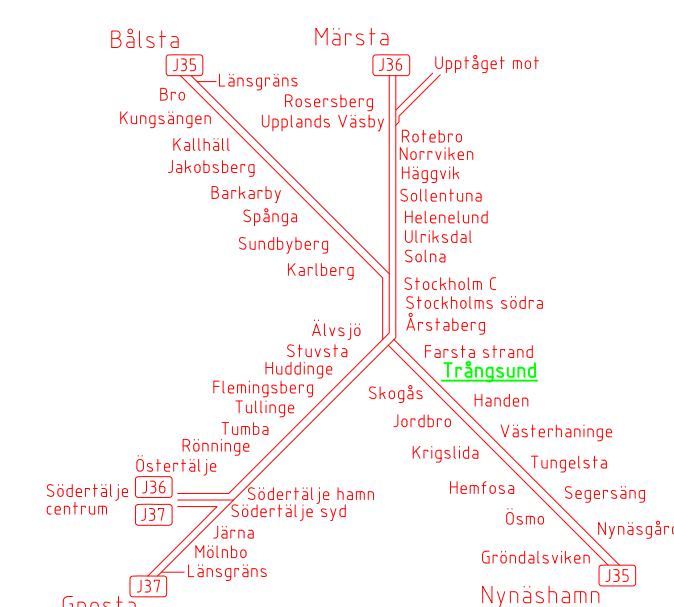 Bålsta
Märsta
J35
J36
Upptåget mot
Länsgräns
Bro
Rosersberg
Kungsängen
Upplands Väsby
Rotebro
Kallhäll
Norrviken
Jakobsberg
Häggvik
Barkarby
Sollentuna
Spånga
Helenelund
Sundbyberg
Ulriksdal
Solna
Karlberg
Stockholm C
Stockholms södra
Årstaberg
Älvsjö
Stuvsta
Farsta strand
Huddinge
Trångsund
Flemingsberg
Skogås
Handen
Tullinge
Jordbro
Tumba
Västerhaninge
Rönninge
Krigslida
Östertälje
Tungelsta
J36
Södertälje
centrum
J37
Södertälje hamn
Södertälje syd
Hemfosa
Segersäng
Ösmo
Järna
Nynäsgård
Mölnbo
Gröndalsviken
Länsgräns
J37
J35
Gnesta
Nynäshamn